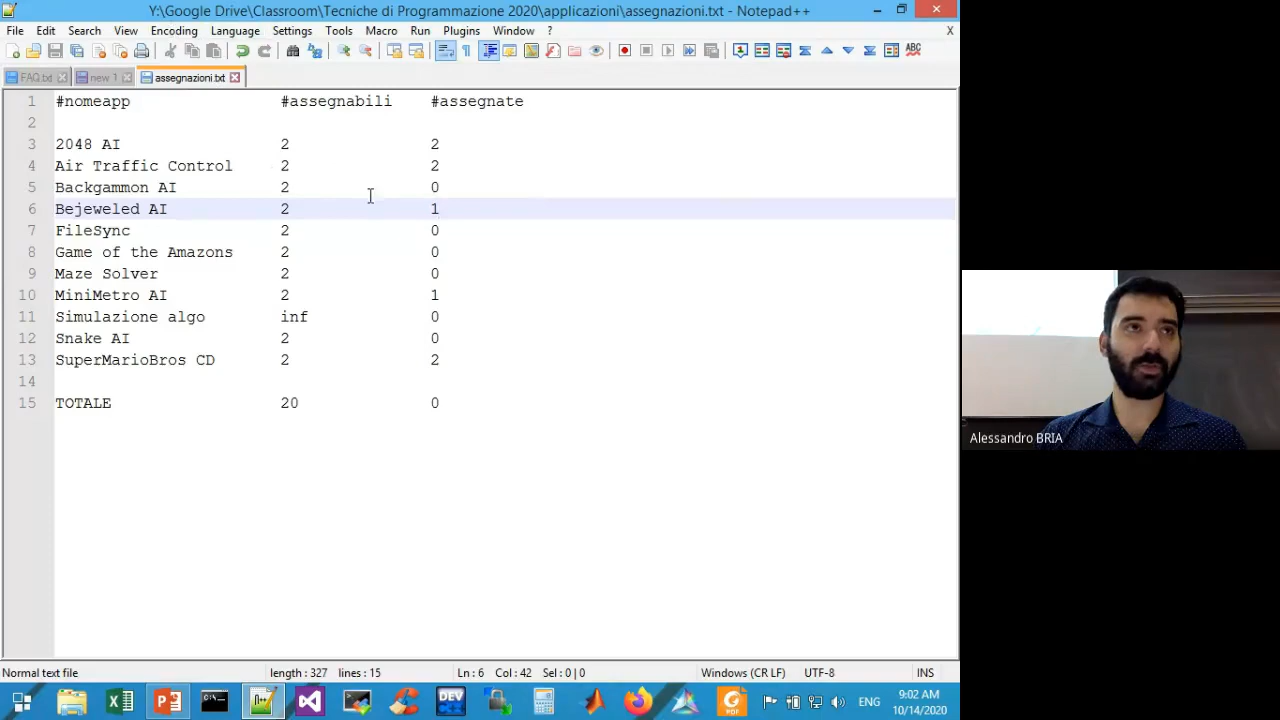 Y:\Google Drive\Classroom\Tecniche di Programmazione 2020\applicazioni\assegnazioni.txt - Notepad++
File Edit Search View Encoding Language Settings Tools Macro Run Plugins Window ? X
FAQ.txt new 1 assegnazioni.txt
1 #nomeapp #assegnabili #assegnate
2
3 2048 AI 2 2
4 Air Traffic Control 2 2
5 Backgammon AI 2 0
6 Bejeweled AI 2 1
7 FileSync 2 0
8 Game of the Amazons 2 0
9 Maze Solver 2 0
10 MiniMetro AI 2 1
11 Simulazione algo inf 0
12 Snake AI 2 0
13 SuperMarioBros CD 2 2
14
15 TOTALE 20 0
Alessandro BRIA
Normal text file length : 327 lines : 15 Ln : 6 Col : 42 Sel : 0 | 0 Windows (CR LF) UTF-8 INS
DEV ENG 9:02 AM
PDF 10/14/2020